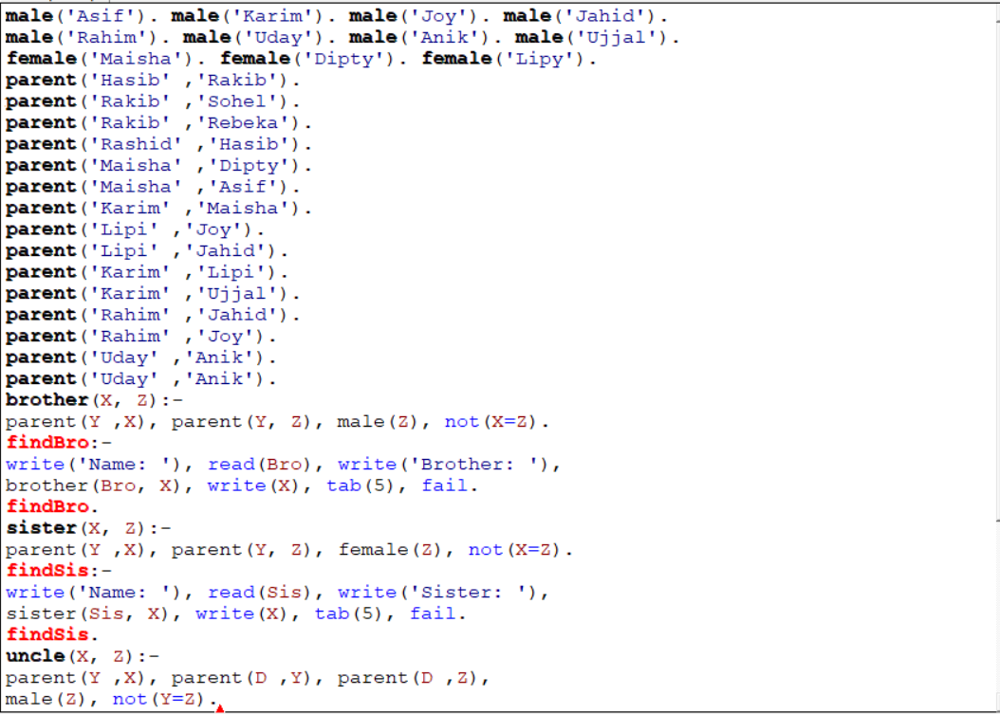 male('Asif'). male('Karim'). male('Joy'). male('Jahid').
male('Rahim'). male('Uday'). male('Anik'). male('Ujjal').
female('Maisha'). female('Dipty'). female('Lipy').
parent('Hasib' ,'Rakib').
parent('Rakib' ,'Sohel').
parent('Rakib' ,'Rebeka').
parent('Rashid' ,'Hasib').
parent('Maisha' ,'Dipty').
parent('Maisha' ,'Asif').
parent('Karim' ,'Maisha').
parent('Lipi' ,'Joy').
parent('Lipi' ,'Jahid').
parent('Karim' ,'Lipi').
parent('Karim' ,'Ujjal').
parent('Rahim' ,'Jahid').
parent('Rahim' ,'Joy').
parent('Uday' ,'Anik').
parent('Uday' ,'Anik').
brother(X, Z):-
parent(Y ,X), parent(Y, Z), male(Z), not(X=Z).
findBro:-
write('Name: '), read(Bro), write('Brother: '),
brother(Bro, X), write(X), tab(5), fail.
findBro.
sister(X, Z):-
parent(Y ,X), parent(Y, Z), female(Z), not(X=Z).
findSis:-
write('Name: '), read(Sis), write('Sister: '),
sister(Sis, X), write(X), tab(5), fail.
findSis.
uncle(X, Z):-
parent(Y ,X), parent(D ,Y), parent(D ,Z),
male(Z), not(Y=Z).